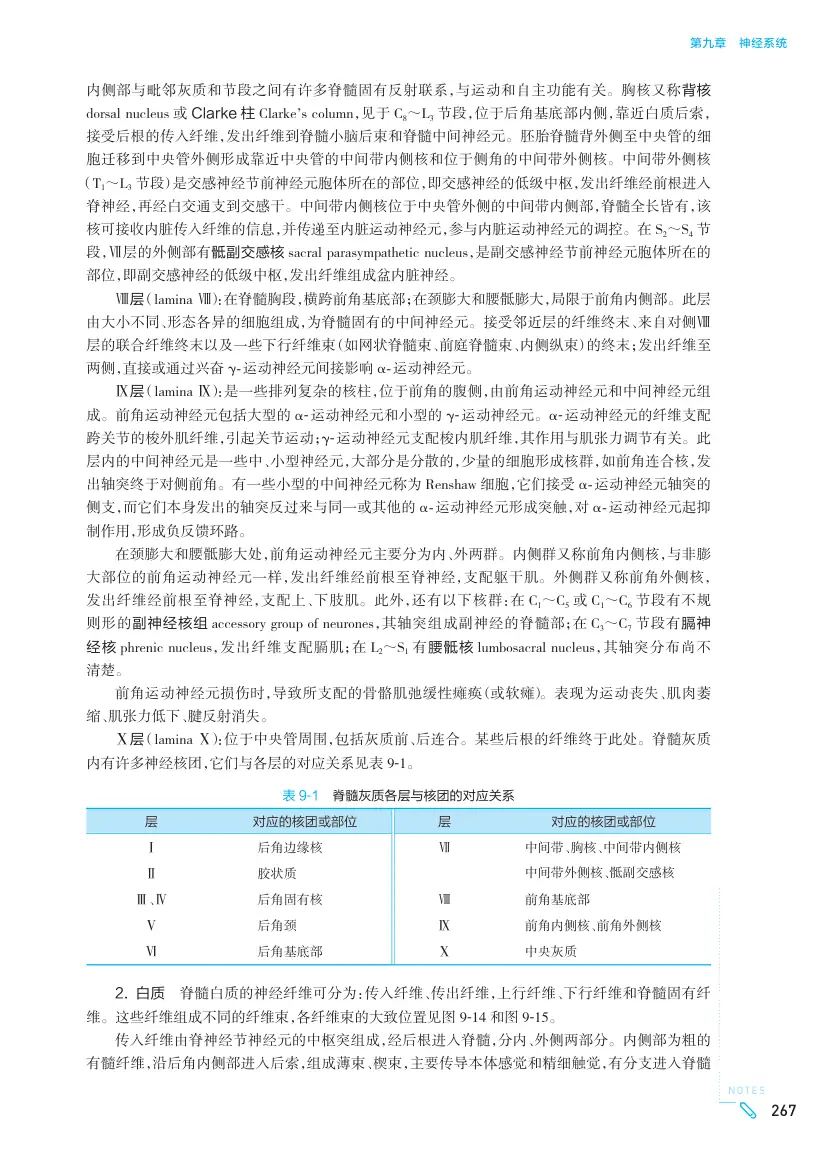 第九章 神经系统
内侧部与毗邻灰质和节段之间有许多脊髓固有反射联系,与运动和自主功能有关。胸核又称背核
dorsal nucleus 或 Clarke 柱 Clarke's column,见于 C₈～L₃ 节段,位于后角基底部内侧,靠近白质后索,
接受后根的传入纤维,发出纤维到脊髓小脑后束和脊髓中间神经元。胚胎脊髓背外侧至中央管的细
胞迁移到中央管外侧形成靠近中央管的中间带内侧核和位于侧角的中间带外侧核。中间带外侧核
(T₁～L₃ 节段)是交感神经节前神经元胞体所在的部位,即交感神经的低级中枢,发出纤维经前根进入
脊神经,再经白交通支到交感干。中间带内侧核位于中央管外侧的中间带内侧部,脊髓全长皆有,该
核可接收内脏传入纤维的信息,并传递至内脏运动神经元,参与内脏运动神经元的调控。在 S₂～S₄ 节
段,Ⅶ层的外侧部有骶副交感核 sacral parasympathetic nucleus,是副交感神经节前神经元胞体所在的
部位,即副交感神经的低级中枢,发出纤维组成盆内脏神经。
Ⅷ层(lamina Ⅷ):在脊髓胸段,横跨前角基底部;在颈膨大和腰骶膨大,局限于前角内侧部。此层
由大小不同、形态各异的细胞组成,为脊髓固有的中间神经元。接受邻近层的纤维终末、来自对侧Ⅷ
层的联合纤维终末以及一些下行纤维束(如网状脊髓束、前庭脊髓束、内侧纵束)的终末;发出纤维至
两侧,直接或通过兴奋 γ-运动神经元间接影响 α-运动神经元。
Ⅸ层(lamina Ⅸ):是一些排列复杂的核柱,位于前角的腹侧,由前角运动神经元和中间神经元组
成。前角运动神经元包括大型的 α-运动神经元和小型的 γ-运动神经元。α-运动神经元的纤维支配
跨关节的梭外肌纤维,引起关节运动;γ-运动神经元支配梭内肌纤维,其作用与肌张力调节有关。此
层内的中间神经元是一些中、小型神经元,大部分是分散的,少量的细胞形成核群,如前角连合核,发
出轴突终于对侧前角。有一些小型的中间神经元称为 Renshaw 细胞,它们接受 α-运动神经元轴突的
侧支,而它们本身发出的轴突反过来与同一或其他的 α-运动神经元形成突触,对 α-运动神经元起抑
制作用,形成负反馈环路。
在颈膨大和腰骶膨大处,前角运动神经元主要分为内、外两群。内侧群又称前角内侧核,与非膨
大部位的前角运动神经元一样,发出纤维经前根至脊神经,支配躯干肌。外侧群又称前角外侧核,
发出纤维经前根至脊神经,支配上、下肢肌。此外,还有以下核群:在 C₁～C₅ 或 C₁～C₆ 节段有不规
则形的副神经核组 accessory group of neurones,其轴突组成副神经的脊髓部;在 C₃～C₇ 节段有膈神
经核 phrenic nucleus,发出纤维支配膈肌;在 L₂～S₁ 有腰骶核 lumbosacral nucleus,其轴突分布尚不
清楚。
前角运动神经元损伤时,导致所支配的骨骼肌弛缓性瘫痪(或软瘫)。表现为运动丧失、肌肉萎
缩、肌张力低下、腱反射消失。
Ⅹ层(lamina Ⅹ):位于中央管周围,包括灰质前、后连合。某些后根的纤维终于此处。脊髓灰质
内有许多神经核团,它们与各层的对应关系见表 9-1。
表 9-1 脊髓灰质各层与核团的对应关系
层 对应的核团或部位 层 对应的核团或部位
Ⅰ 后角边缘核 Ⅶ 中间带、胸核、中间带内侧核
Ⅱ 胶状质 中间带外侧核、骶副交感核
Ⅲ、Ⅳ 后角固有核 Ⅷ 前角基底部
Ⅴ 后角颈 Ⅸ 前角内侧核、前角外侧核
Ⅵ 后角基底部 Ⅹ 中央灰质
2. 白质 脊髓白质的神经纤维可分为:传入纤维、传出纤维,上行纤维、下行纤维和脊髓固有纤
维。这些纤维组成不同的纤维束,各纤维束的大致位置见图 9-14 和图 9-15。
传入纤维由脊神经节神经元的中枢突组成,经后根进入脊髓,分内、外侧两部分。内侧部为粗的
有髓纤维,沿后角内侧部进入后索,组成薄束、楔束,主要传导本体感觉和精细触觉,有分支进入脊髓
NOTES
267